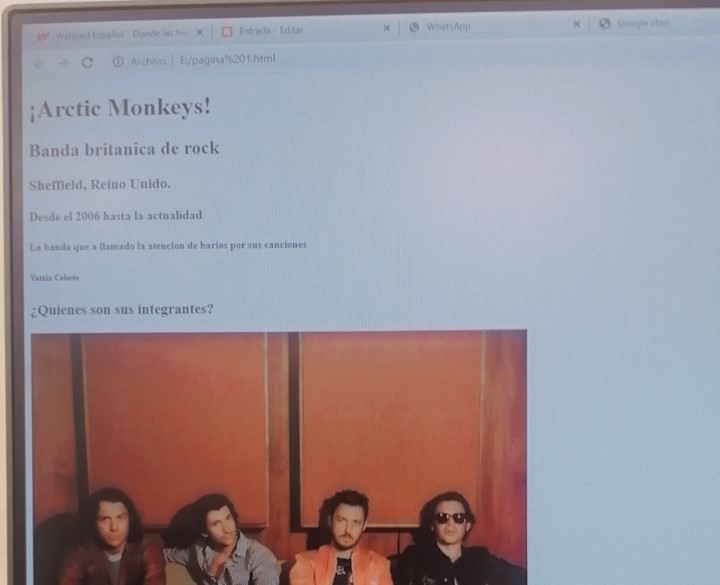 Wattpad Español - Donde las hi
Entrada - Editar
WhatsApp
Google clon
Archivo | E:/pagina%201.html
¡Arctic Monkeys!
Banda britanica de rock
Sheffield, Reino Unido.
Desde el 2006 hasta la actualidad
La banda que a llamado la atencion de barios por sus canciones
¿Quienes son sus integrantes?